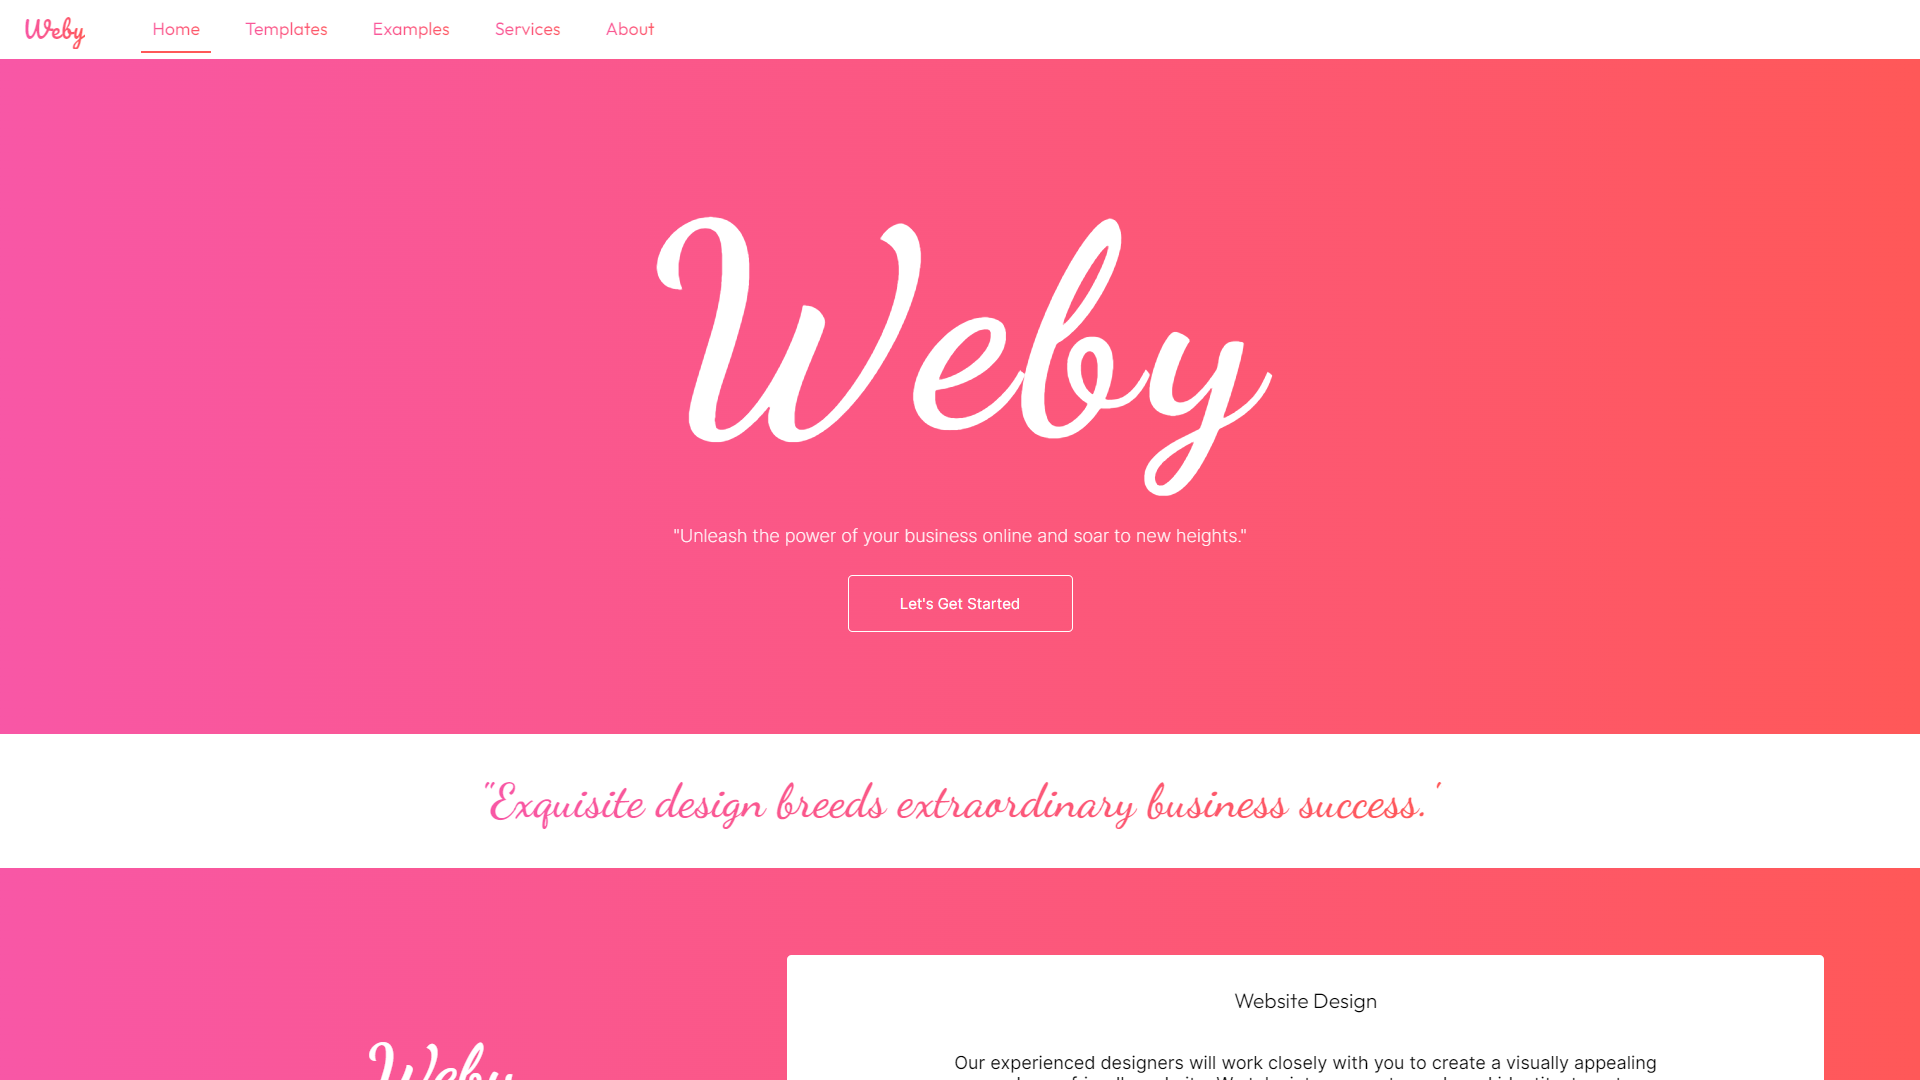 Weby Home Templates Examples Services About
Weby
"Unleash the power of your business online and soar to new heights."
Let's Get Started
"Exquisite design breeds extraordinary business success.'
Website Design
Weby
Our experienced designers will work closely with you to create a visually appealing